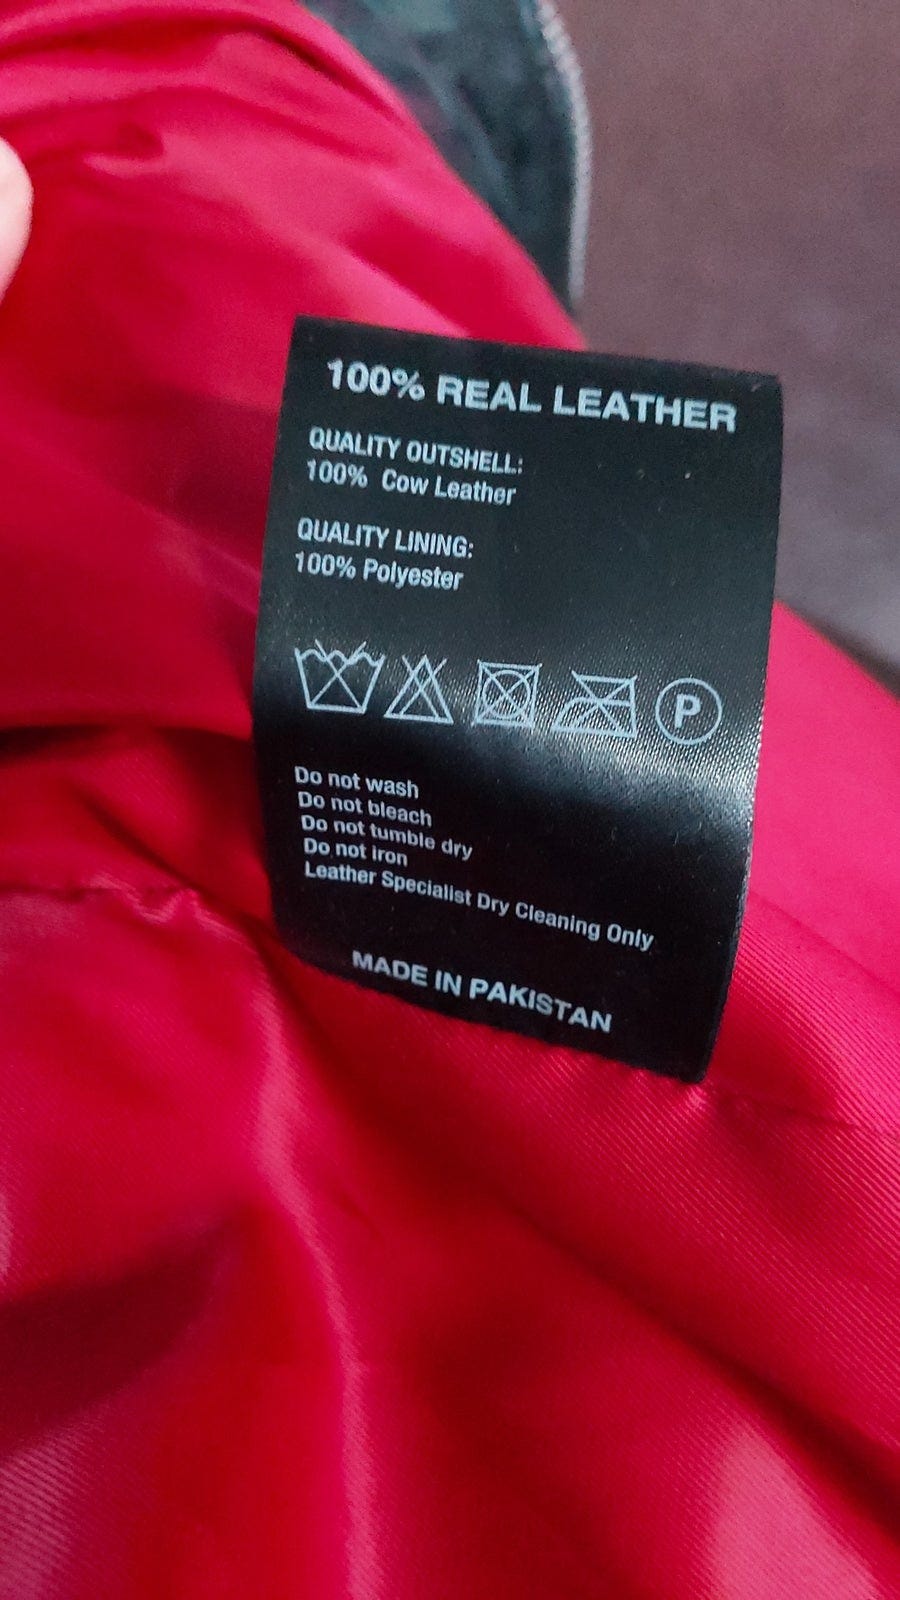 100% REAL LEATHER
QUALITY OUTSHELL:
100% Cow Leather
QUALITY LINING:
100% Polyester
P
Do not wash
Do not bleach
Do not tumble dry
Do not iron
Leather Specialist Dry Cleaning Only
MADE IN PAKISTAN